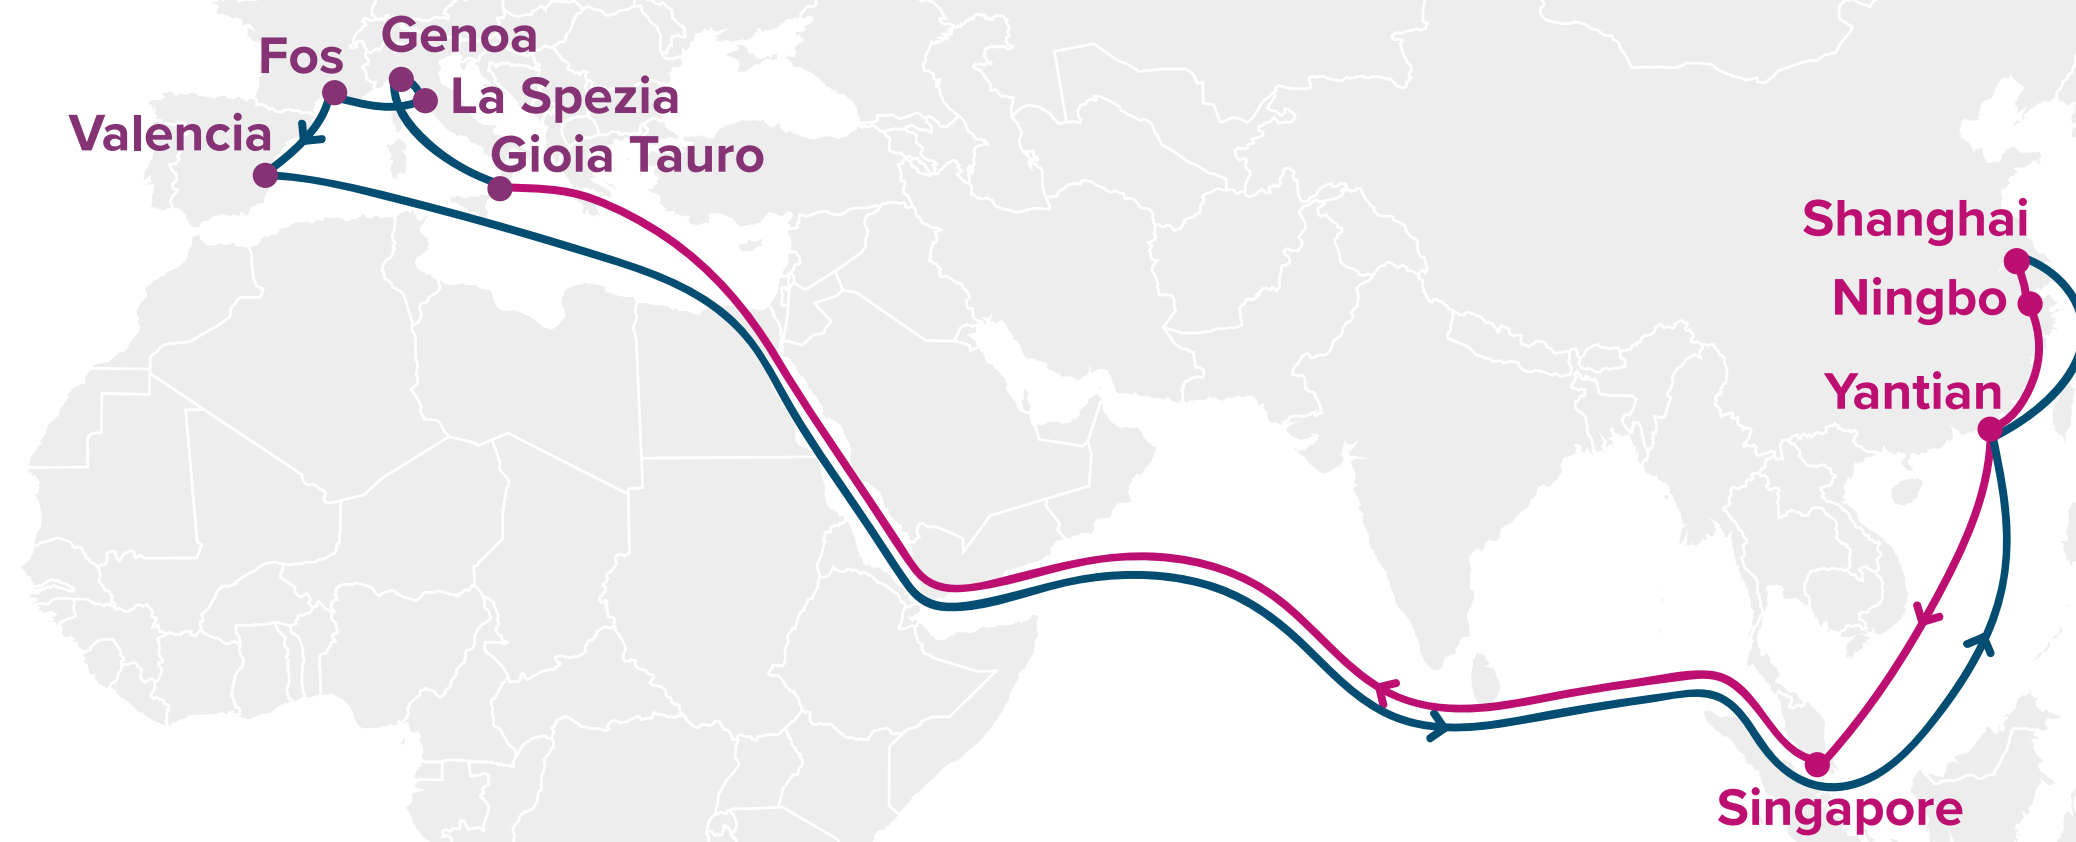 Genoa
Fos
La Spezia
Valencia
Gioia Tauro
Shanghai
Ningbo
Yantian
Singapore